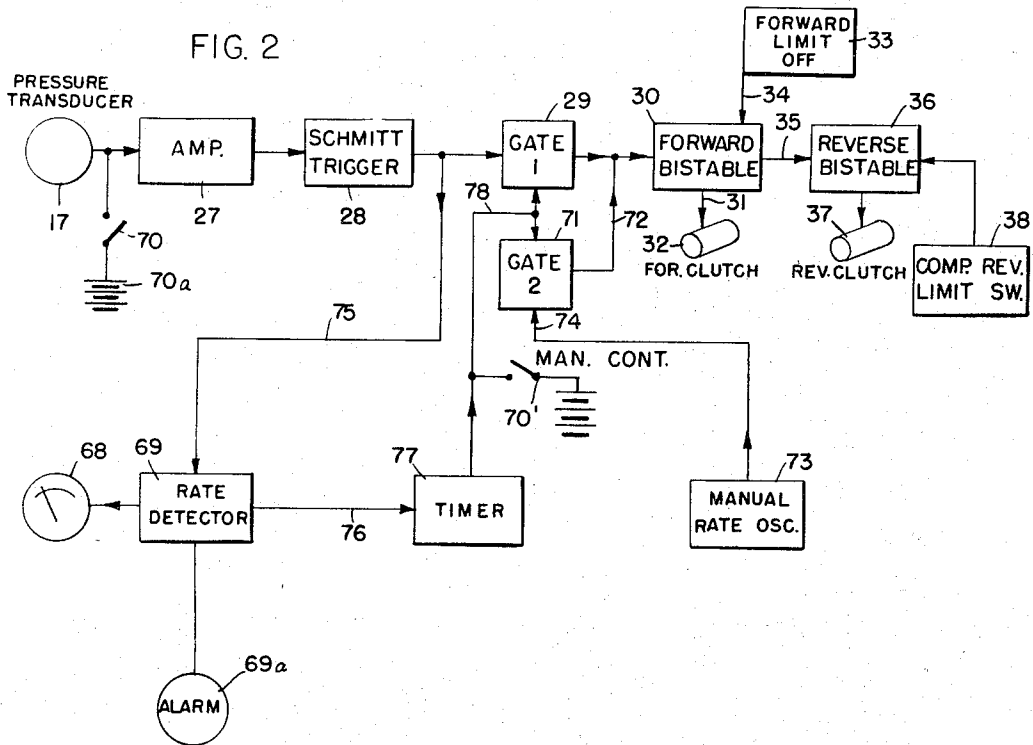 FIG. 2
PRESSURE
TRANSDUCER
17
70
70a
AMP.
27
SCHMITT
TRIGGER
28
29
GATE
1
78
71
GATE
2
72
74
30
FORWARD
BISTABLE
31
32
FOR. CLUTCH
FORWARD
LIMIT
OFF
33
34
35
36
REVERSE
BISTABLE
37
REV. CLUTCH
38
COMP. REV.
LIMIT SW.
75
MAN. CONT.
70'
68
69
RATE
DETECTOR
76
77
TIMER
73
MANUAL
RATE OSC.
69a
ALARM